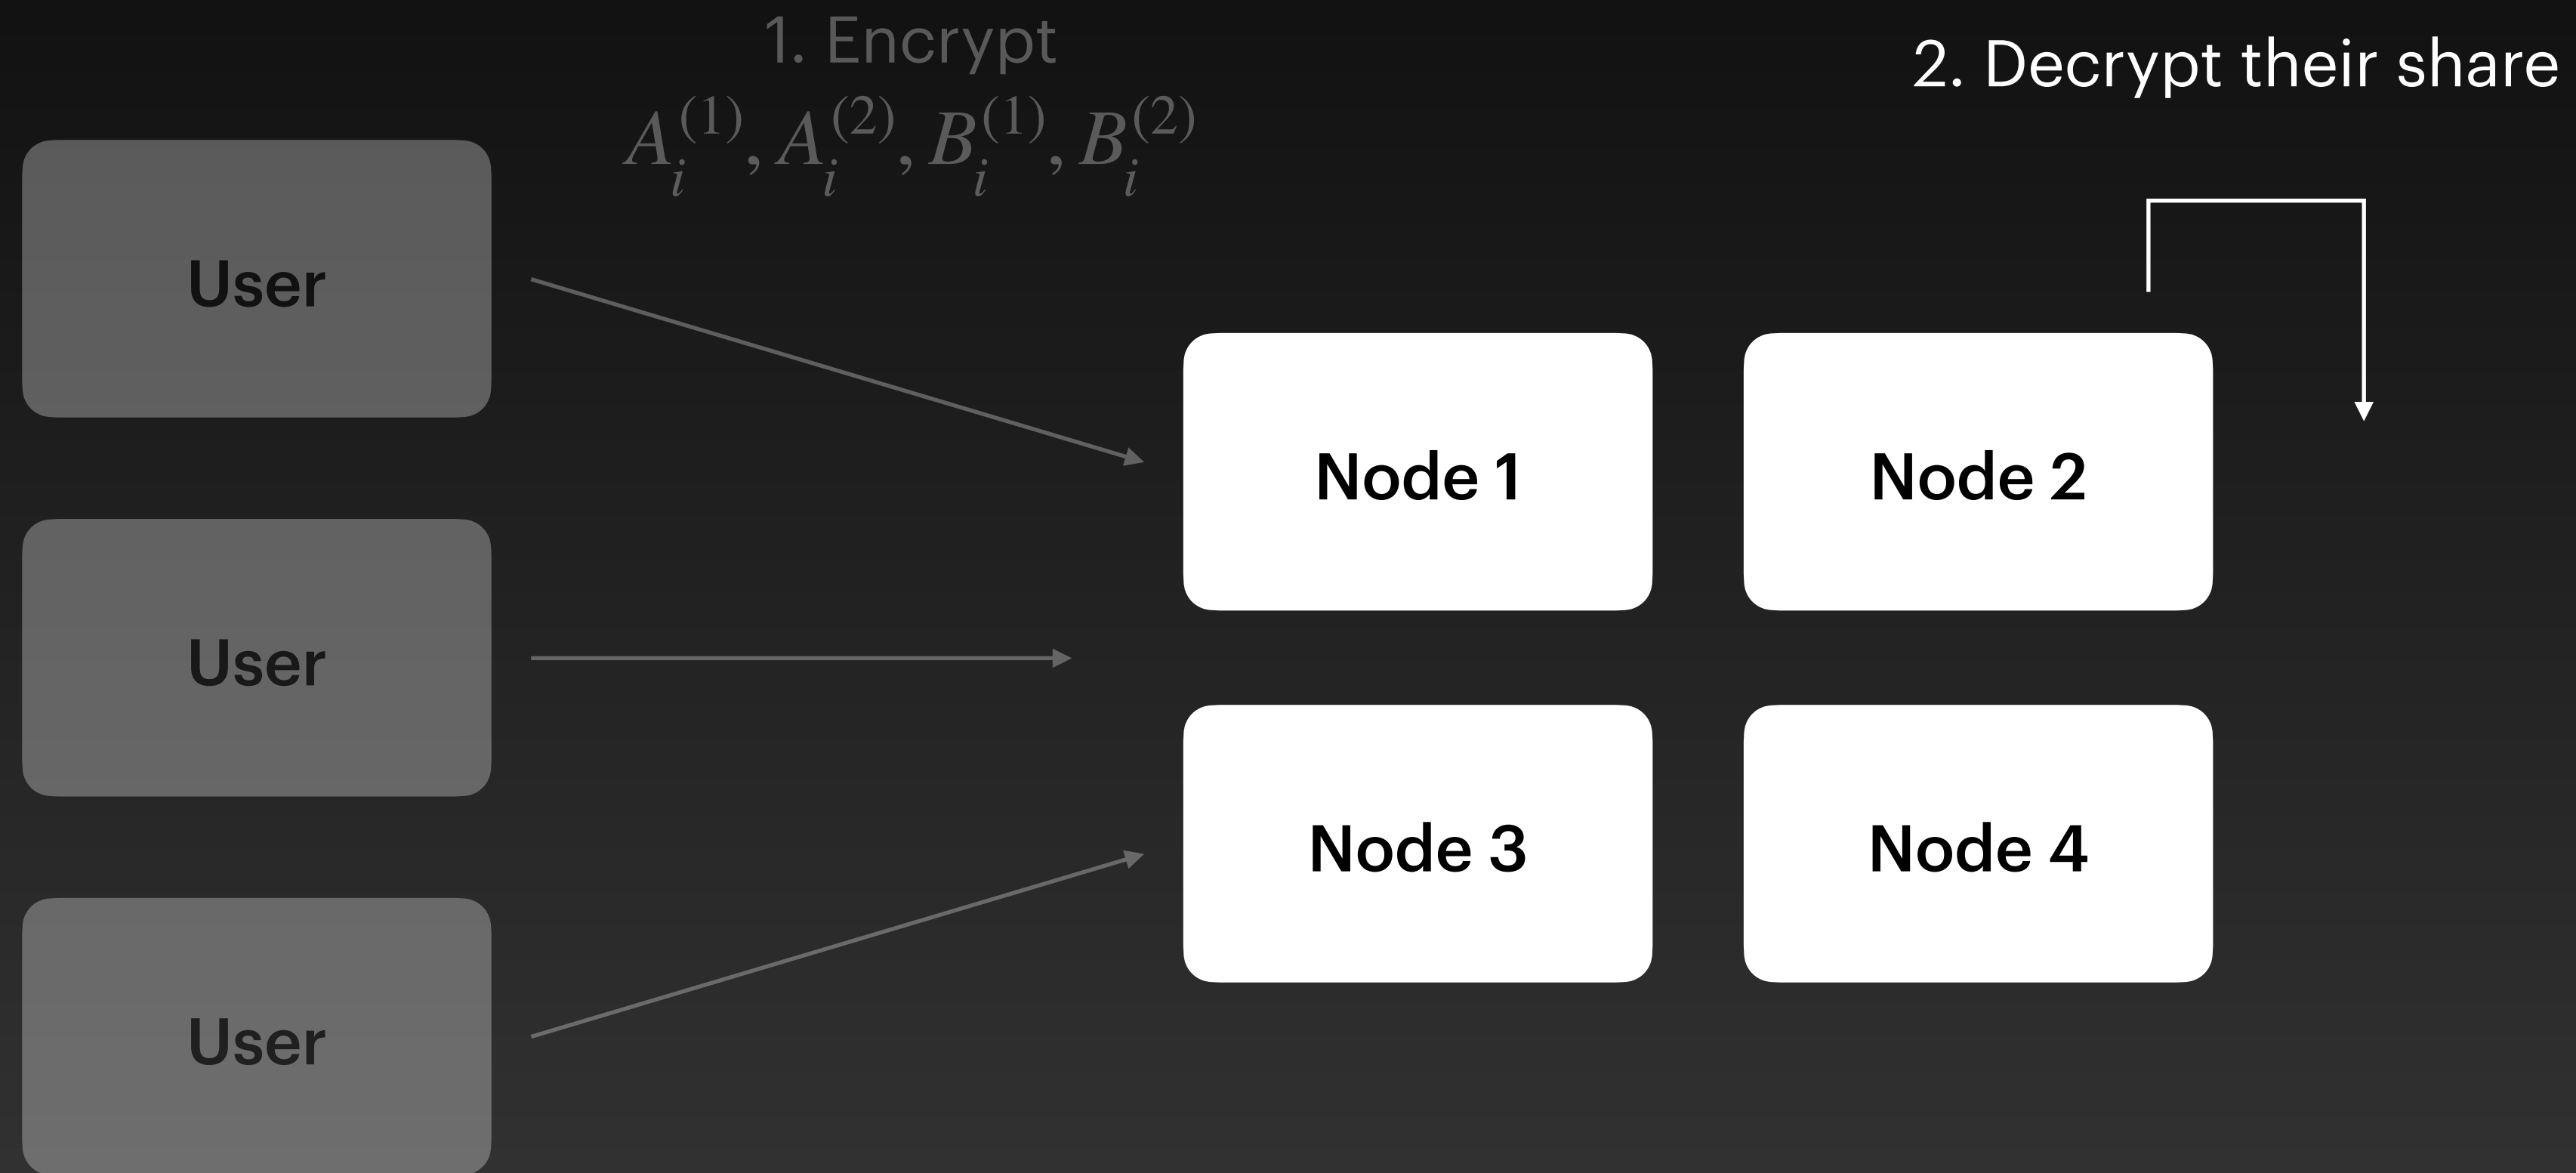 1. Encrypt
A_i^{(1)}, A_i^{(2)}, B_i^{(1)}, B_i^{(2)}
2. Decrypt their share
User
User
User
Node 1
Node 2
Node 3
Node 4